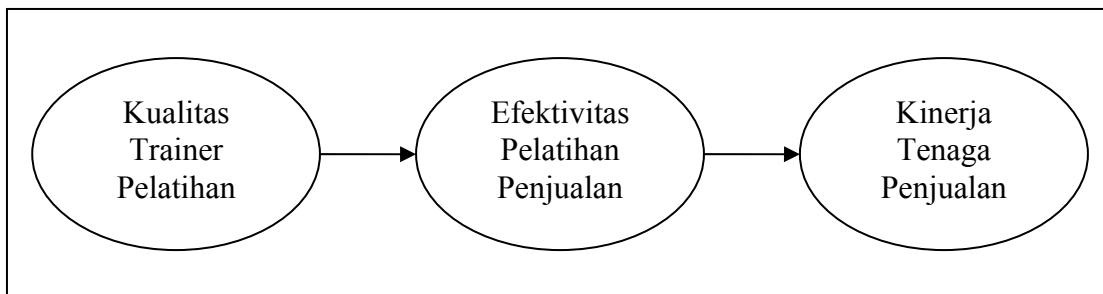 Kualitas
Trainer
Pelatihan
Efektivitas
Pelatihan
Penjualan
Kinerja
Tenaga
Penjualan